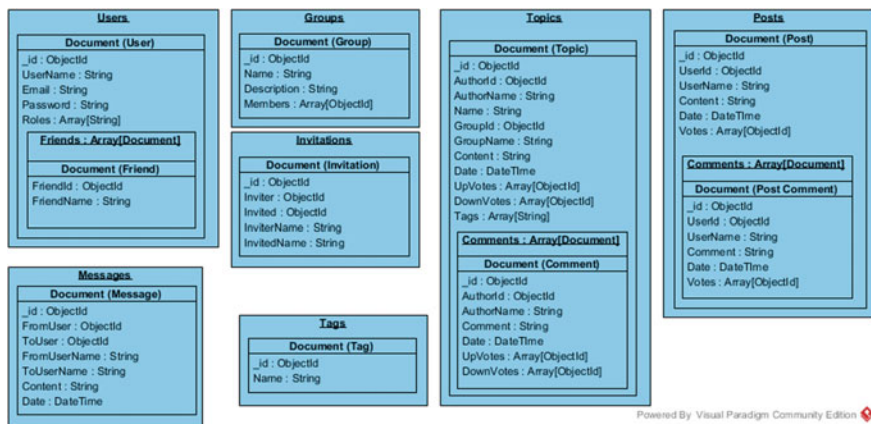 Users
Document (User)
_id : ObjectId
UserName : String
Email : String
Password : String
Roles : Array[String]
Friends : Array[Document]
Document (Friend)
FriendId : ObjectId
FriendName : String
Messages
Document (Message)
_id : ObjectId
FromUser : ObjectId
ToUser : ObjectId
FromUserName : String
ToUserName : String
Content : String
Date : DateTime
Groups
Document (Group)
_id : ObjectId
Name : String
Description : String
Members : Array[ObjectId]
Invitations
Document (Invitation)
_id : ObjectId
Inviter : ObjectId
Invited : ObjectId
InviterName : String
InvitedName : String
Tags
Document (Tag)
_id : ObjectId
Name : String
Topics
Document (Topic)
_id : ObjectId
AuthorId : ObjectId
AuthorName : String
Name : String
GroupId : ObjectId
GroupName : String
Content : String
Date : DateTIme
UpVotes : Array[ObjectId]
DownVotes : Array[ObjectId]
Tags : Array[String]
Comments : Array[Document]
Document (Comment)
_id : ObjectId
AuthorId : ObjectId
AuthorName : String
Comment : String
Date : DateTIme
UpVotes : Array[ObjectId]
DownVotes : Array[ObjectId]
Posts
Document (Post)
_id : ObjectId
UserId : ObjectId
UserName : String
Content : String
Date : DateTIme
Votes : Array[ObjectId]
Comments : Array[Document]
Document (Post Comment)
_id : ObjectId
UserId : ObjectId
UserName : String
Comment : String
Date : DateTIme
Votes : Array[ObjectId]
Powered By Visual Paradigm Community Edition